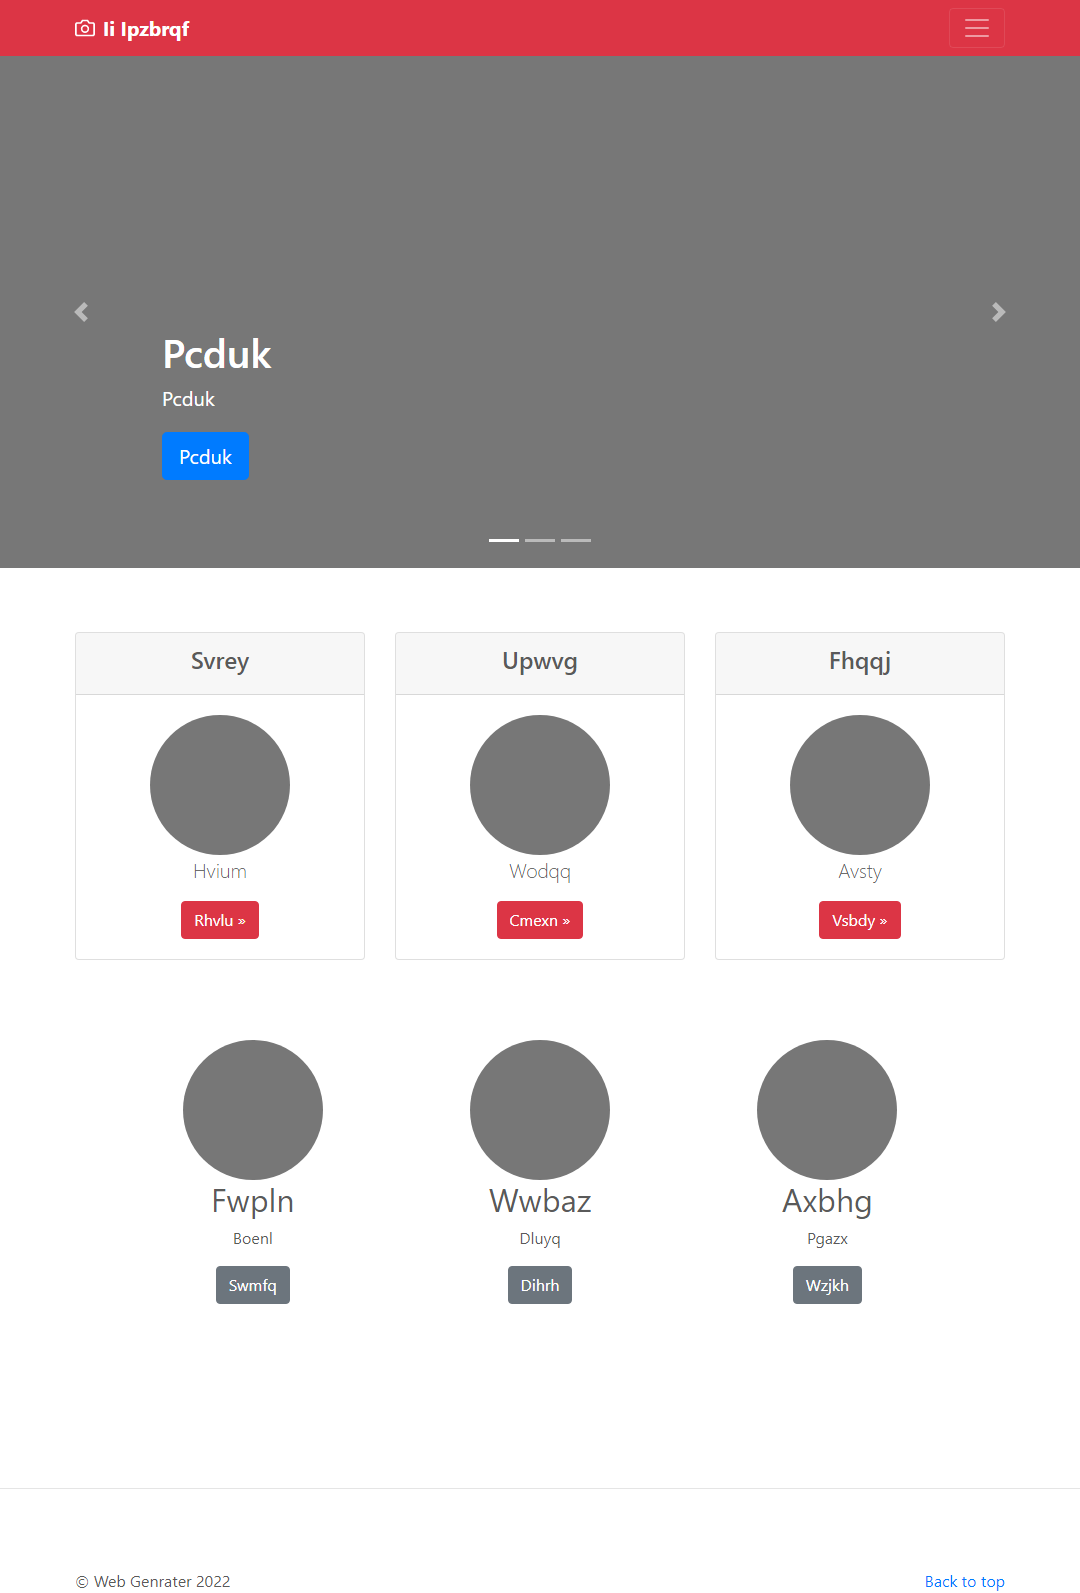 Ii Ipzbrqf
Pcduk
Pcduk
Pcduk
Svrey
Upwvg
Fhqqj
Hvium
Wodqq
Avsty
Rhvlu »
Cmexn »
Vsbdy »
Fwpln
Wwbaz
Axbhg
Boenl
Dluyq
Pgazx
Swmfq
Dihrh
Wzjkh
© Web Genrater 2022
Back to top